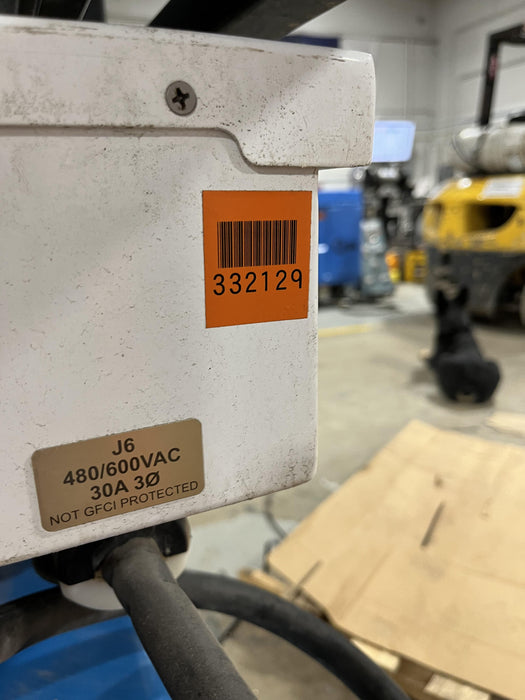 332129
J6
480/600VAC
30A 3Ø
NOT GFCI PROTECTED